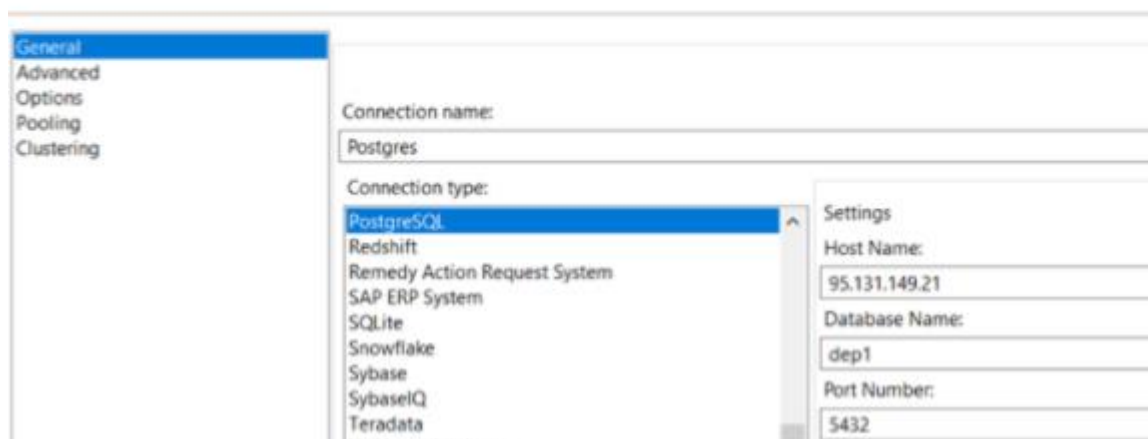 General
Advanced
Options
Pooling
Clustering
Connection name:
Postgres
Connection type:
PostgreSQL
Redshift
Remedy Action Request System
SAP ERP System
SQLite
Snowflake
Sybase
SybaseIQ
Teradata
Settings
Host Name:
95.131.149.21
Database Name:
dep1
Port Number:
5432